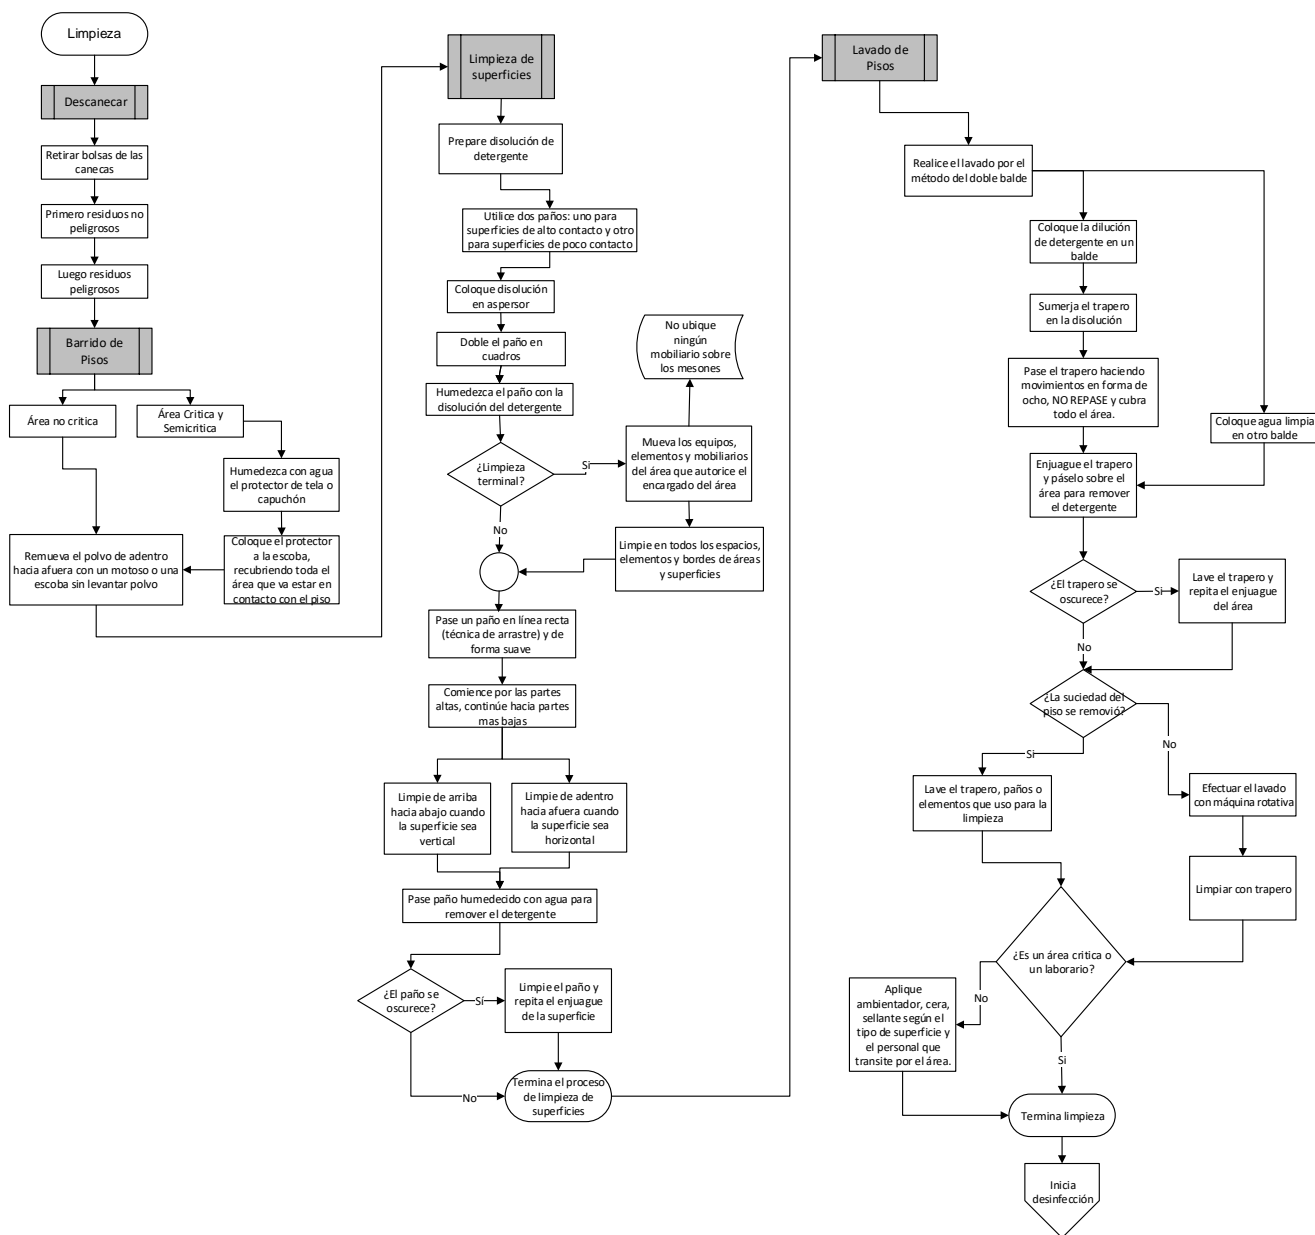 Limpieza
Descanecar
Retirar bolsas de las
canecas
Primero residuos no
peligrosos
Luego residuos
peligrosos
Barrido de
Pisos
Área no critica
Área Critica y
Semicritica
Humedezca con agua
el protector de tela o
capuchón
Coloque el protector
a la escoba,
recubriendo toda el
área que va estar en
contacto con el piso
Remueva el polvo de adentro
hacia afuera con un motoso o una
escoba sin levantar polvo
Limpieza de
superficies
Prepare disolución de
detergente
Utilice dos paños: uno para
superficies de alto contacto y otro
para superficies de poco contacto
Coloque disolución
en aspersor
Doble el paño en
cuadros
Humedezca el paño con la
disolución del detergente
¿Limpieza
terminal?
Si
No
Mueva los equipos,
elementos y mobiliarios
del área que autorice el
encargado del área
No ubique
ningún
mobiliario sobre
los mesones
Limpie en todos los espacios,
elementos y bordes de áreas
y superficies
Pase un paño en línea recta
(técnica de arrastre) y de
forma suave
Comience por las partes
altas, continúe hacia partes
mas bajas
Limpie de arriba
hacia abajo cuando
la superficie sea
vertical
Limpie de adentro
hacia afuera cuando
la superficie sea
horizontal
Pase paño humedecido con agua para
remover el detergente
¿El paño se
oscurece?
Sí
No
Limpie el paño y
repita el enjuague
de la superficie
Termina el proceso
de limpieza de
superficies
Lavado de
Pisos
Realice el lavado por el
método del doble balde
Coloque la dilución
de detergente en un
balde
Sumerja el trapero
en la disolución
Pase el trapero haciendo
movimientos en forma de
ocho, NO REPASE y cubra
todo el área.
Coloque agua limpia
en otro balde
Enjuague el trapero
y páselo sobre el
área para remover
el detergente
¿El trapero se
oscurece?
Si
No
Lave el trapero y
repita el enjuague
del área
¿La suciedad del
piso se removió?
Si
No
Lave el trapero, paños o
elementos que uso para la
limpieza
Efectuar el lavado
con máquina rotativa
Limpiar con trapero
¿Es un área critica o
un laborario?
No
Si
Aplique
ambientador, cera,
sellante según el
tipo de superficie y
el personal que
transite por el área.
Termina limpieza
Inicia
desinfección